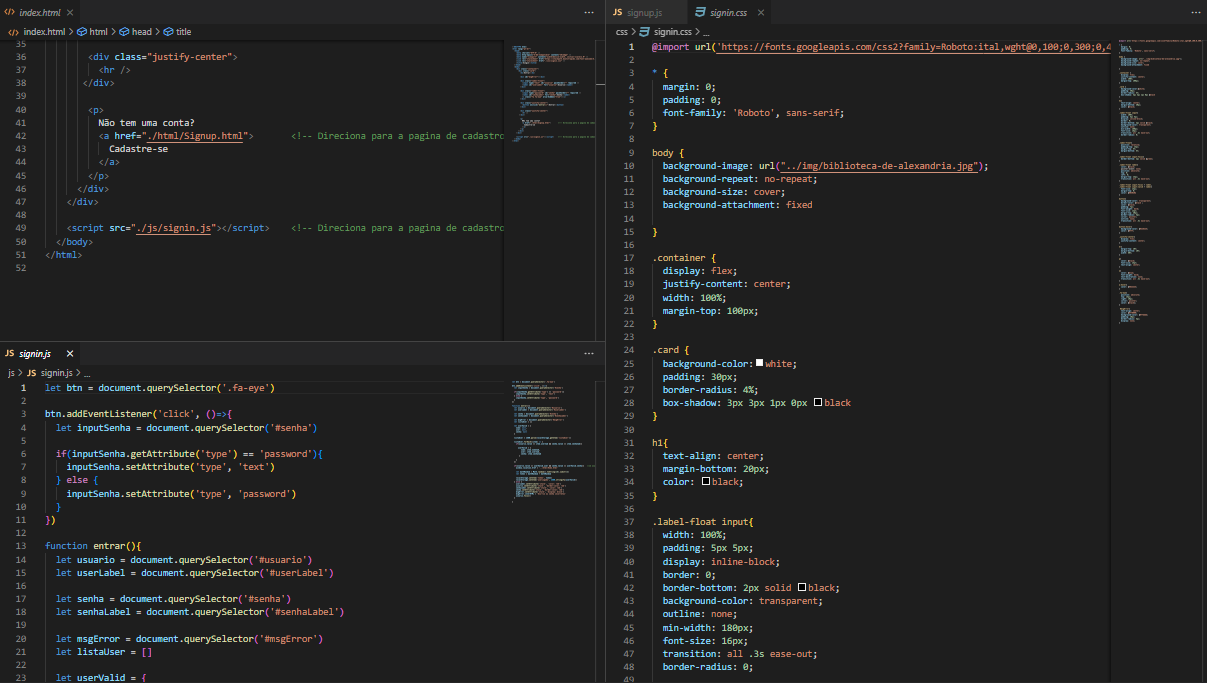 index.html
index.html > html > head > title
35
36 <div class="justify-center">
37 <hr />
38 </div>
39
40 <p>
41 Não tem uma conta?
42 <a href="./html/Signup.html"> <!-- Direciona para a pagina de cadastro
43 Cadastre-se
44 </a>
45 </p>
46 </div>
47 </div>
48
49 <script src="./js/signin.js"></script> <!-- Direciona para a pagina de cadastro
50 </body>
51 </html>
52
JS signin.js
js > JS signin.js > ...
1 let btn = document.querySelector('.fa-eye')
2
3 btn.addEventListener('click', ()=>{
4 let inputSenha = document.querySelector('#senha')
5
6 if(inputSenha.getAttribute('type') == 'password'){
7 inputSenha.setAttribute('type', 'text')
8 } else {
9 inputSenha.setAttribute('type', 'password')
10 }
11 })
12
13 function entrar(){
14 let usuario = document.querySelector('#usuario')
15 let userLabel = document.querySelector('#userLabel')
16
17 let senha = document.querySelector('#senha')
18 let senhaLabel = document.querySelector('#senhaLabel')
19
20 let msgError = document.querySelector('#msgError')
21 let listaUser = []
22
23 let userValid = {
JS signup.js
signin.css
css > signin.css > ...
1 @import url('https://fonts.googleapis.com/css2?family=Roboto:ital,wght@0,100;0,300;0,4
2
3 * {
4 margin: 0;
5 padding: 0;
6 font-family: 'Roboto', sans-serif;
7 }
8
9 body {
10 background-image: url("../img/biblioteca-de-alexandria.jpg");
11 background-repeat: no-repeat;
12 background-size: cover;
13 background-attachment: fixed
14
15 }
16
17 .container {
18 display: flex;
19 justify-content: center;
20 width: 100%;
21 margin-top: 100px;
22 }
23
24 .card {
25 background-color: white;
26 padding: 30px;
27 border-radius: 4%;
28 box-shadow: 3px 3px 1px 0px black
29 }
30
31 h1{
32 text-align: center;
33 margin-bottom: 20px;
34 color: black;
35 }
36
37 .label-float input{
38 width: 100%;
39 padding: 5px 5px;
40 display: inline-block;
41 border: 0;
42 border-bottom: 2px solid black;
43 background-color: transparent;
44 outline: none;
45 min-width: 180px;
46 font-size: 16px;
47 transition: all .3s ease-out;
48 border-radius: 0;
49